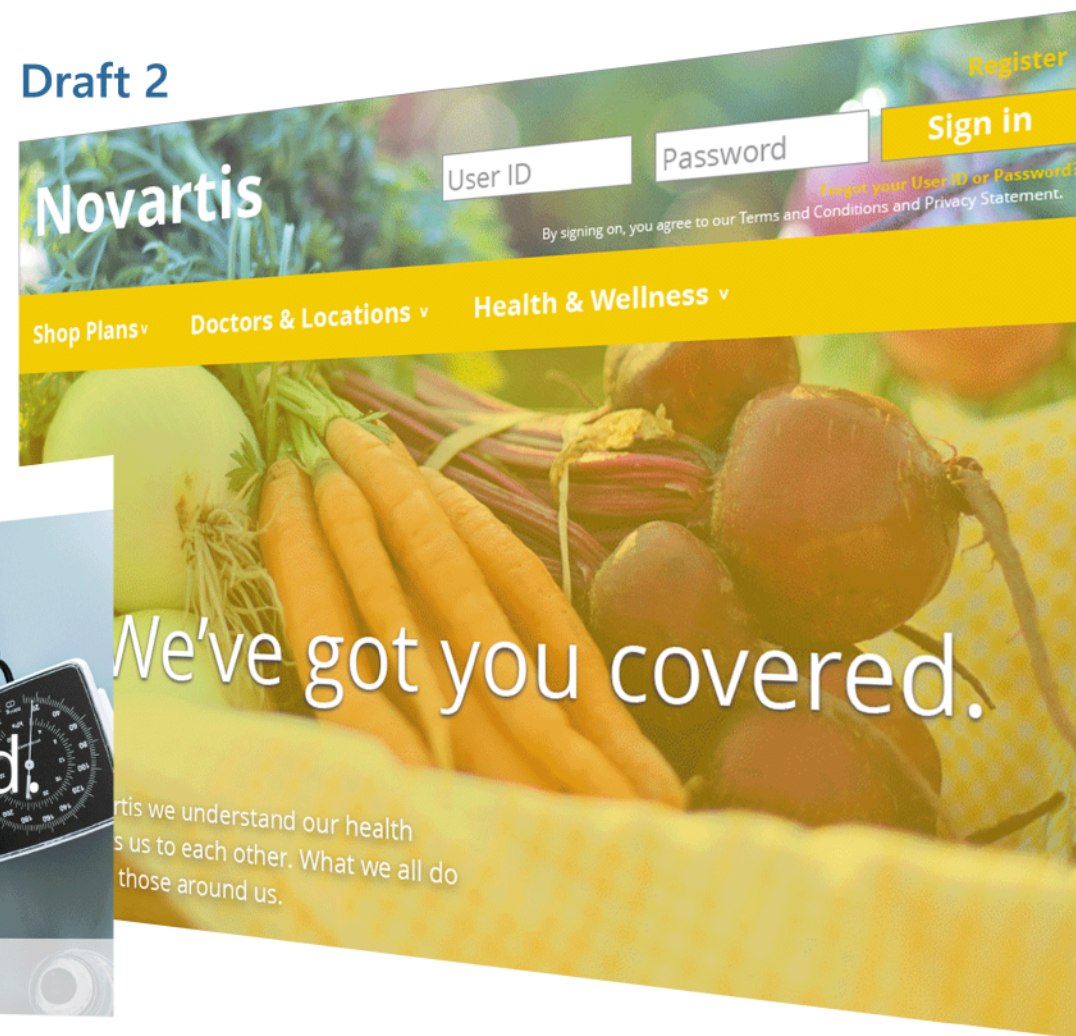 Draft 2
Register
Novartis
User ID
Password
Sign in
Forgot your User ID or Password?
By signing on, you agree to our Terms and Conditions and Privacy Statement.
Shop Plans v
Doctors & Locations v
Health & Wellness v
We've got you covered.
d.
rtis we understand our health
s us to each other. What we all do
those around us.